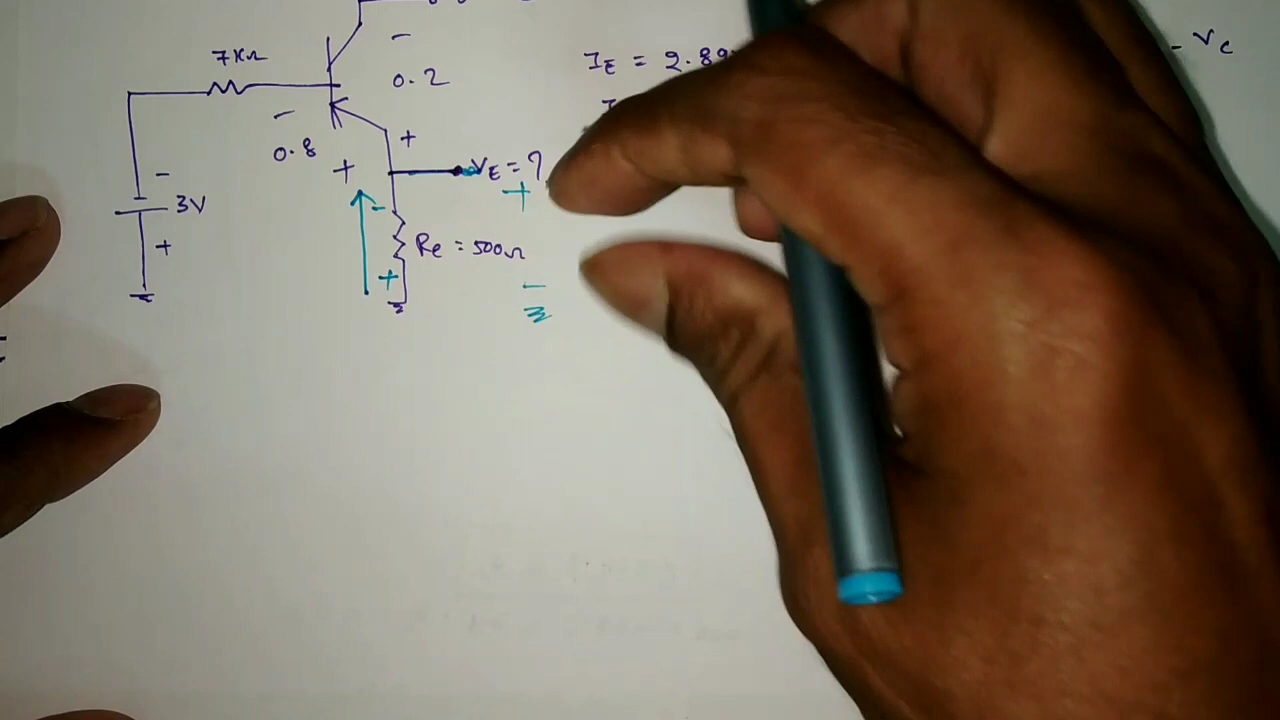 7KΩ
-
0.2
IE = 2.89
- Vc
-
0.8
+
+
VE = ?
-
3V
+
-
+
Re = 500Ω
+
-